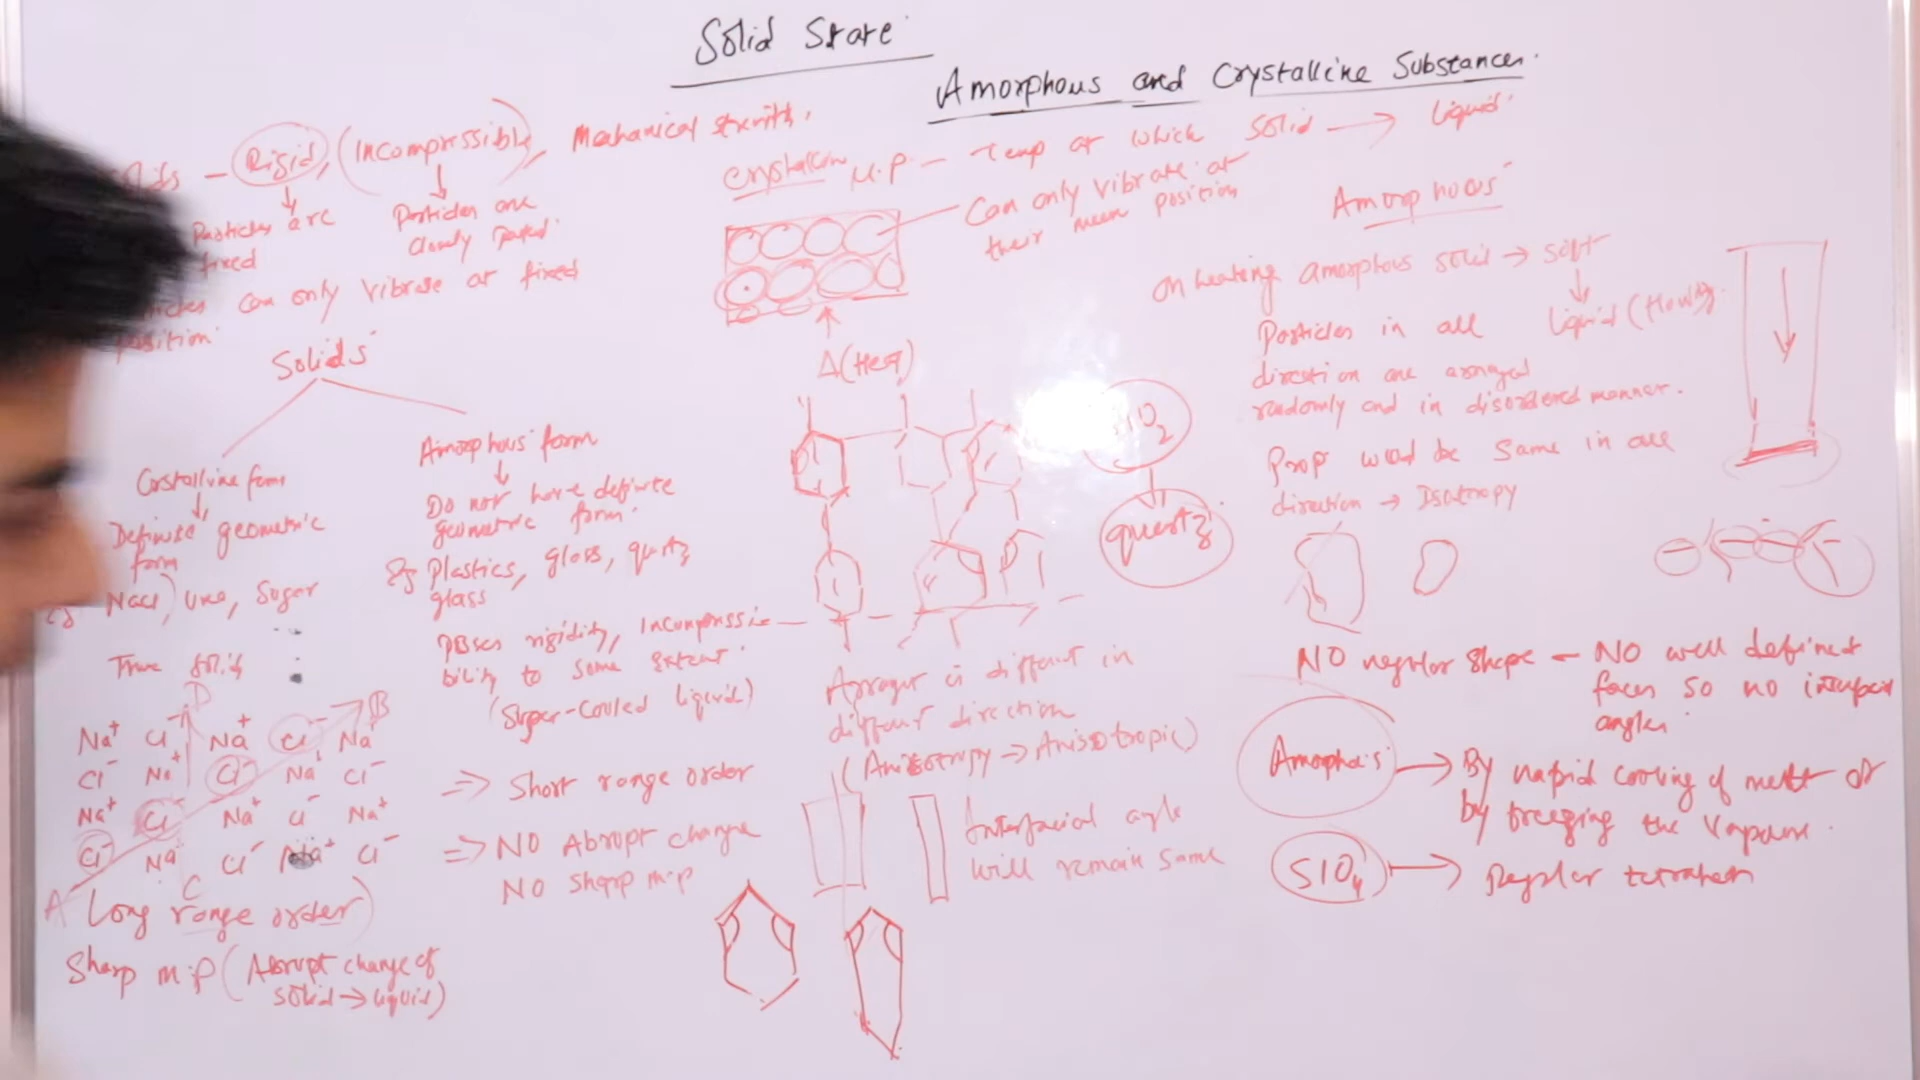 Solid State
Amorphous and Crystalline Substances.
Rigid, (Incompressible), Mechanical
Particles are
fixed
Particles are
closely packed
can only vibrate at fixed
position
Solids
Crystalline form
Definite geometric
form
eg NaCl, Urea, Sugar
True solids
D
B
Na+ Cl- Na+ Cl- Na+
Cl- Na+ Cl- Na+ Cl-
Na+ Cl- Na+ Cl- Na+
Cl- Na Cl- Na+ Cl-
A
C
Long range order
Sharp m.p (Abrupt change of
solid → liquid)
Amorphous form
Do not have definite
geometric form.
Eg Plastics, glass, quartz
glass
rigidity, Incompressi
bility to some extent.
(Super-cooled liquid)
⇒ Short range order
⇒ NO Abrupt change
NO sharp m.p
Crystalline M.P. - Temp at which solid → liquid
Can only vibrate at
their mean position
Δ(Heat)
SiO2
quartz
is different in
different direction
(Anisotropy → Anisotropic)
Interfacial angle
will remain same
Amorphous
On heating amorphous solid → soft
liquid (flows).
Particles in all
direction are arranged
randomly and in disordered manner.
Prop would be same in all
direction → Isotropy
NO regular shape - NO well defined
faces so no interfacial
angles
Amorphous → By rapid cooling of melt or
by freezing the vapours.
SiO4 → Regular